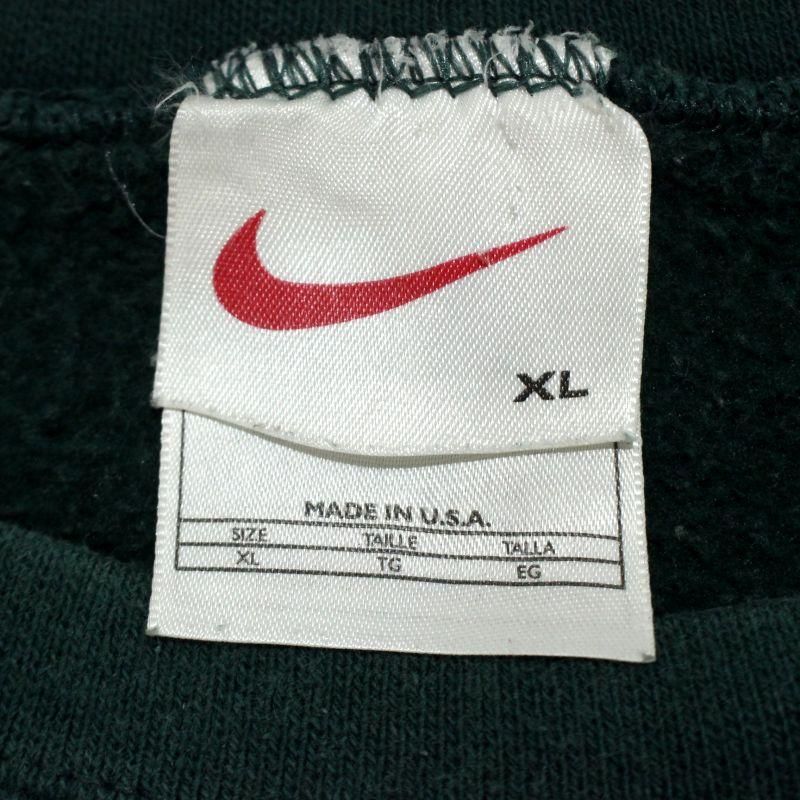 XL
MADE IN U.S.A.
SIZE TAILLE TALLA
XL TG EG